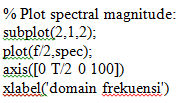 % Plot spectral magnitude:
subplot(2,1,2);
plot(f/2,spec);
axis([0 T/2 0 100])
xlabel('domain frekuensi')